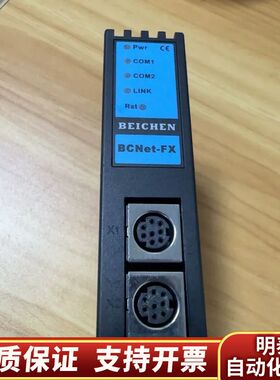 Pwr CE
COM1
COM2
LINK
Rst
BEICHEN
BCNet-FX
X1
质保证 支持开票
自动化